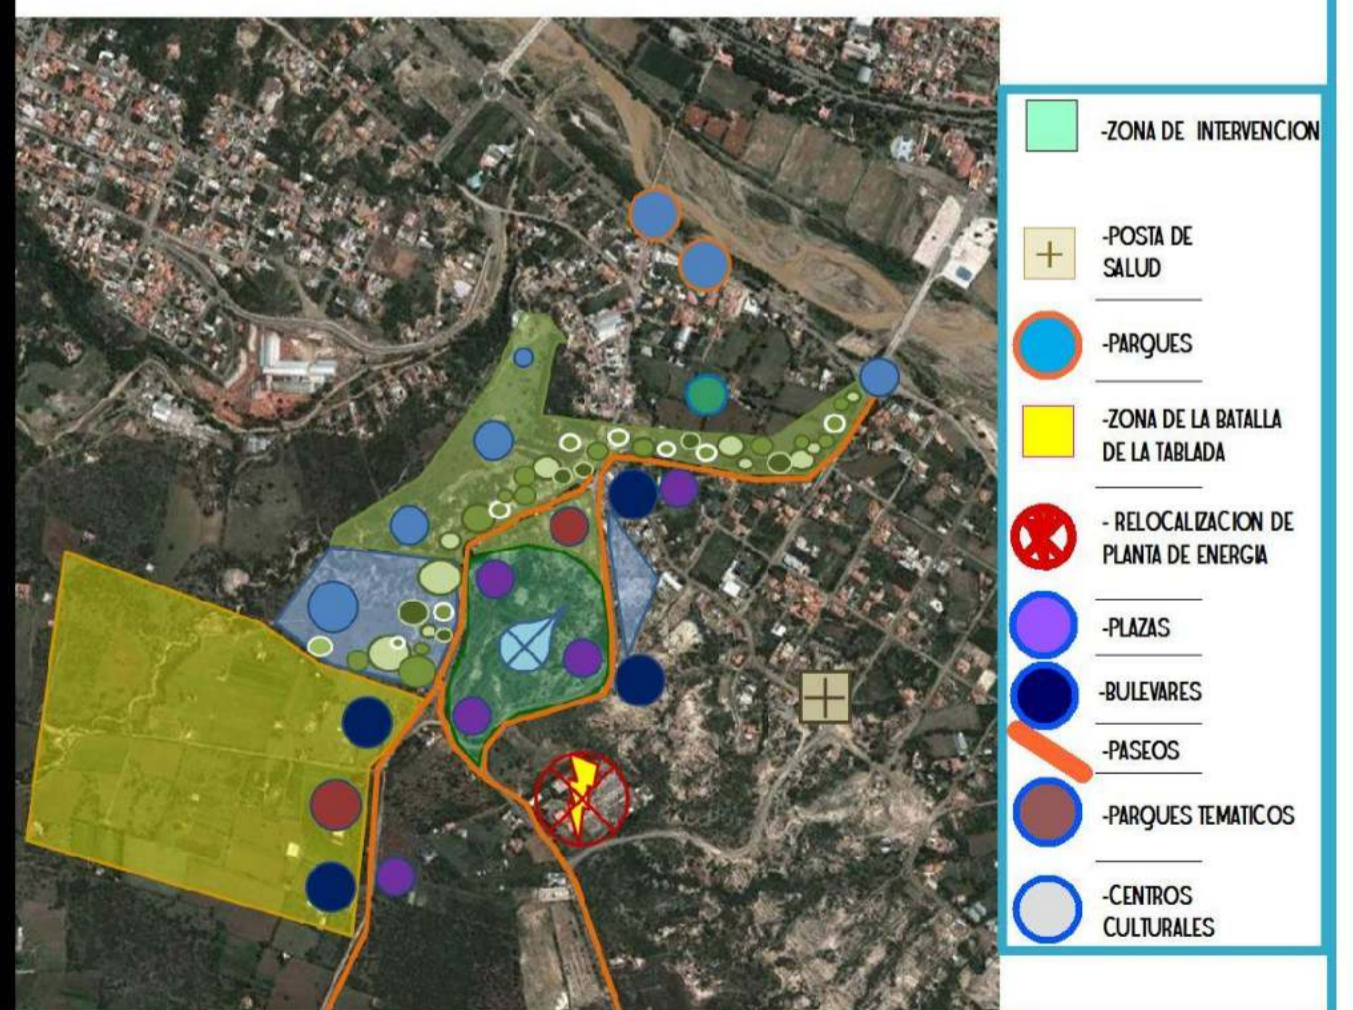 -ZONA DE INTERVENCION
-POSTA DE
SALUD
-PARQUES
-ZONA DE LA BATALLA
DE LA TABLADA
- RELOCALIZACION DE
PLANTA DE ENERGIA
-PLAZAS
-BULEVARES
-PASEOS
-PARQUES TEMATICOS
-CENTROS
CULTURALES